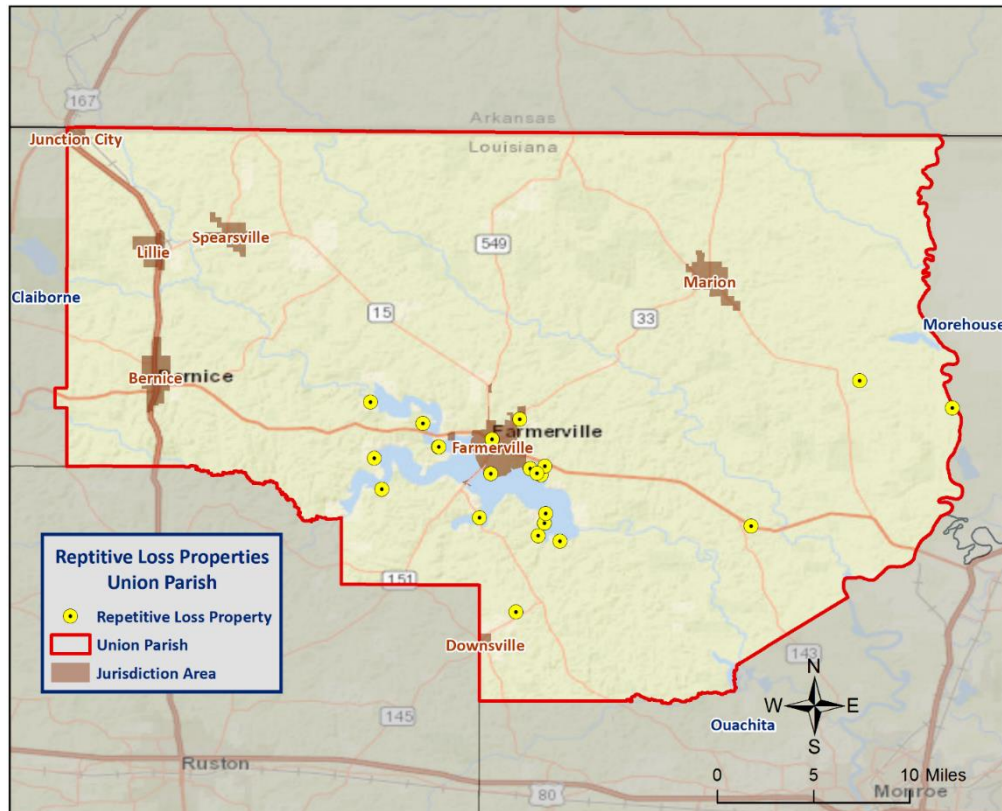 167
Arkansas
Junction City
Louisiana
Spearsville
Lillie
549
Marion
Claiborne
15
33
Morehouse
Bernice
Bernice
Farmerville
Farmerville
Reptitive Loss Properties
Union Parish
Repetitive Loss Property
Union Parish
Jurisdiction Area
151
Downsville
143
N
W
E
S
145
Ouachita
Ruston
0
5
10 Miles
80
Monroe